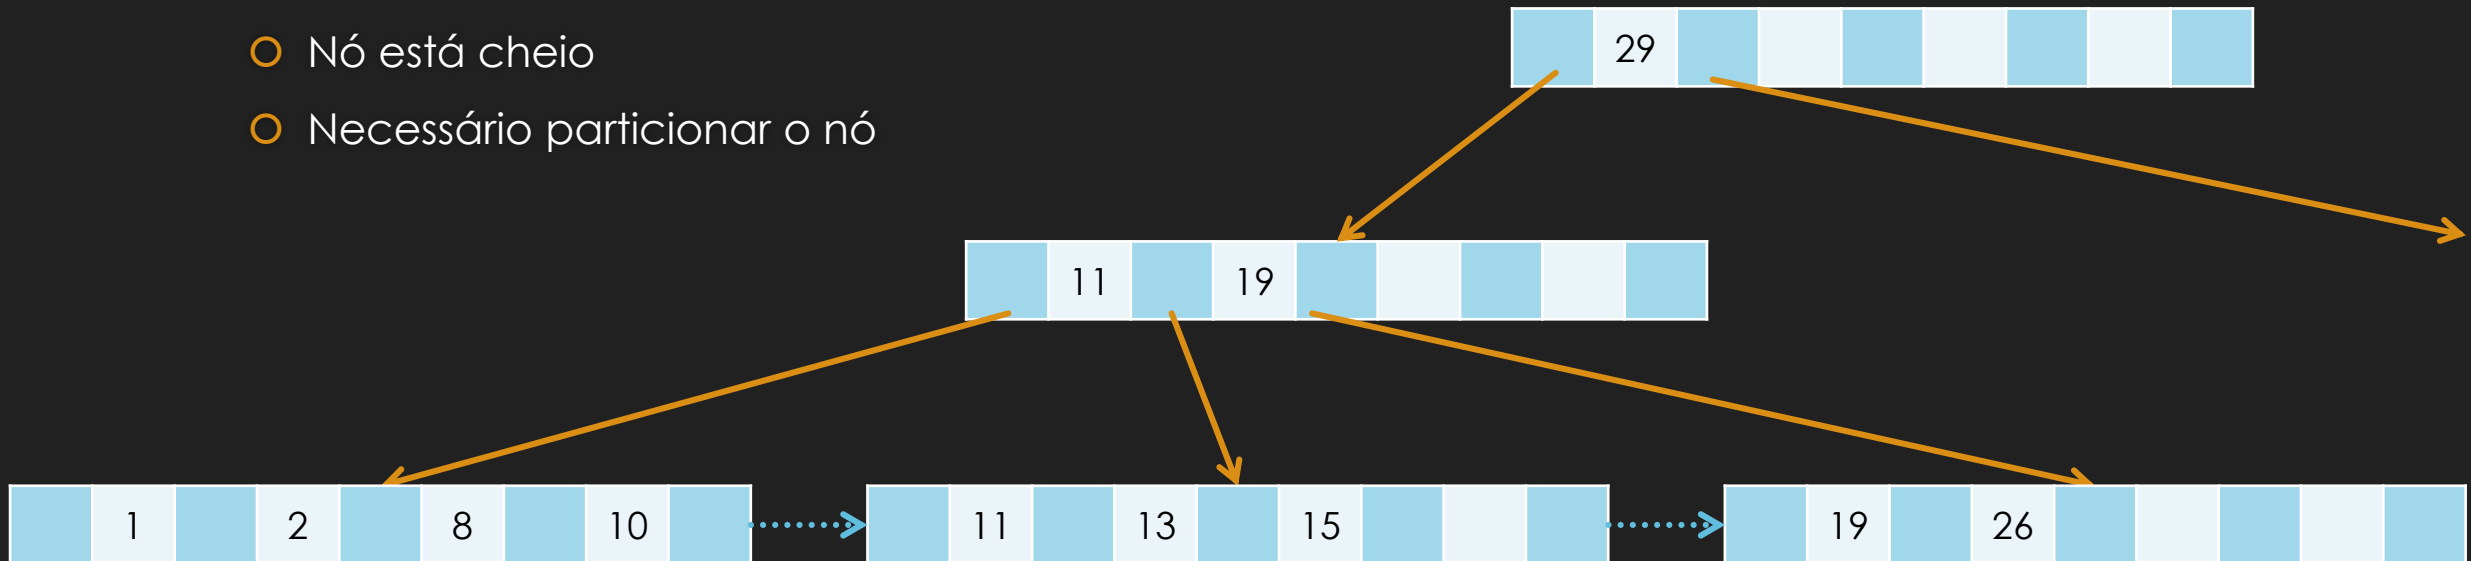 Nó está cheio
Necessário particionar o nó
29
11 19
1 2 8 10 11 13 15 19 26